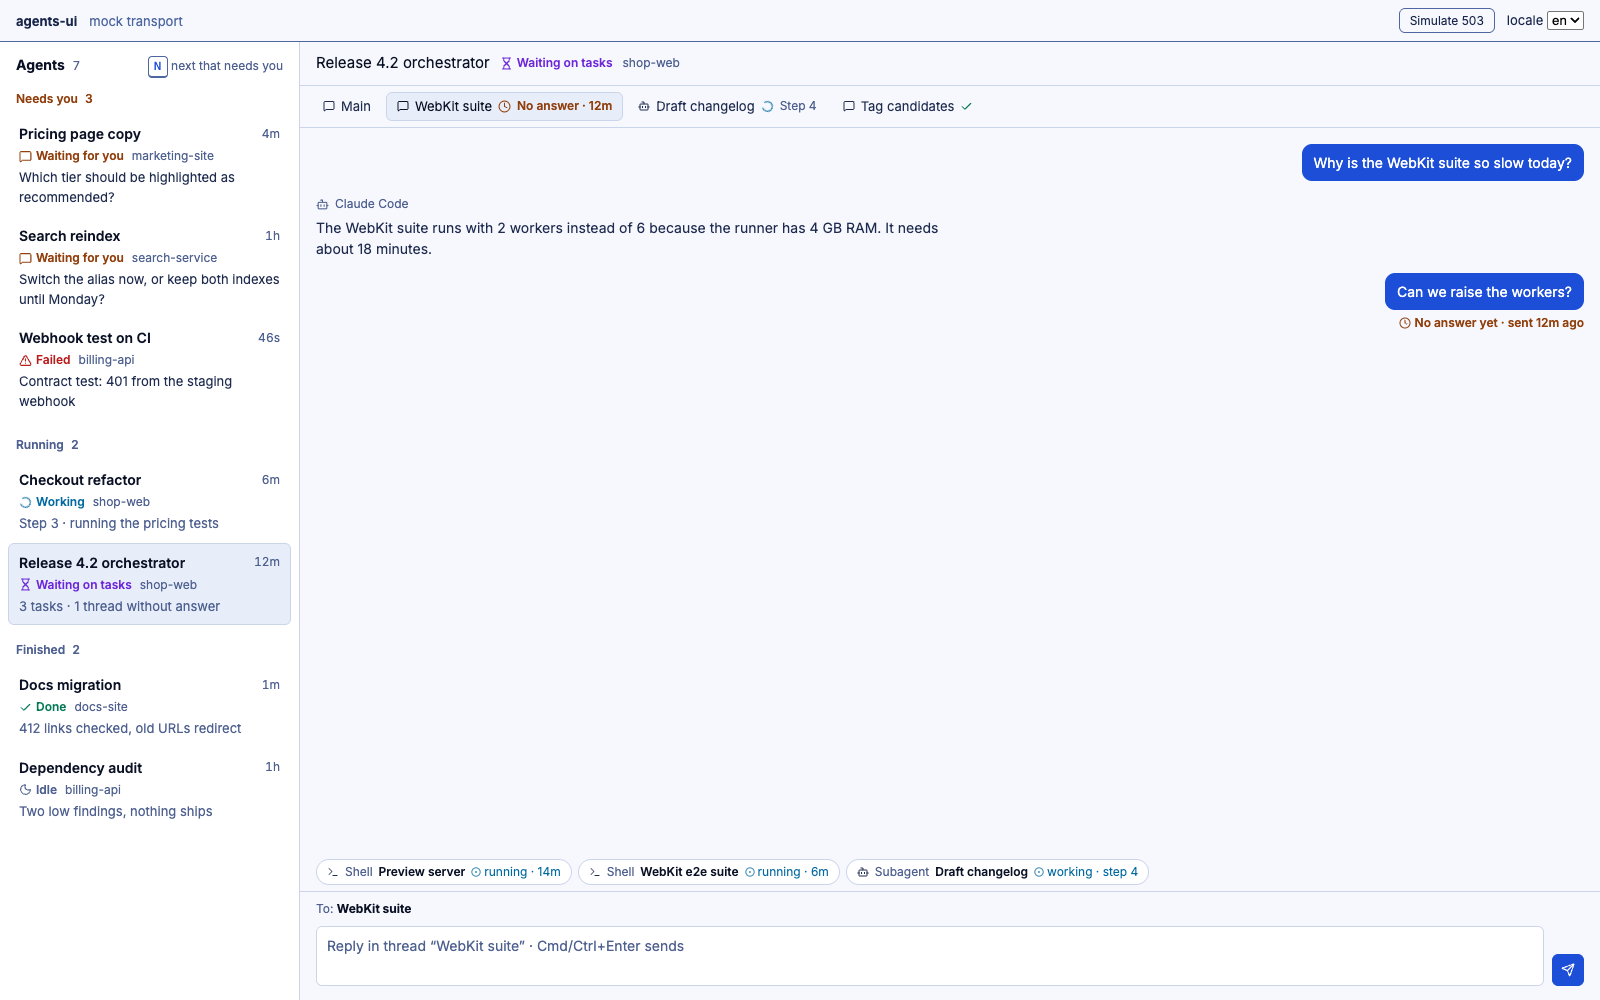 agents-ui mock transport
Simulate 503 locale en
Agents 7 N next that needs you
Needs you 3
Pricing page copy 4m
Waiting for you marketing-site
Which tier should be highlighted as
recommended?
Search reindex 1h
Waiting for you search-service
Switch the alias now, or keep both indexes
until Monday?
Webhook test on CI 46s
Failed billing-api
Contract test: 401 from the staging
webhook
Running 2
Checkout refactor 6m
Working shop-web
Step 3 · running the pricing tests
Release 4.2 orchestrator 12m
Waiting on tasks shop-web
3 tasks · 1 thread without answer
Finished 2
Docs migration 1m
Done docs-site
412 links checked, old URLs redirect
Dependency audit 1h
Idle billing-api
Two low findings, nothing ships
Release 4.2 orchestrator Waiting on tasks shop-web
Main WebKit suite No answer · 12m Draft changelog Step 4 Tag candidates
Why is the WebKit suite so slow today?
Claude Code
The WebKit suite runs with 2 workers instead of 6 because the runner has 4 GB RAM. It needs
about 18 minutes.
Can we raise the workers?
No answer yet · sent 12m ago
Shell Preview server running · 14m Shell WebKit e2e suite running · 6m Subagent Draft changelog working · step 4
To: WebKit suite
Reply in thread “WebKit suite” · Cmd/Ctrl+Enter sends